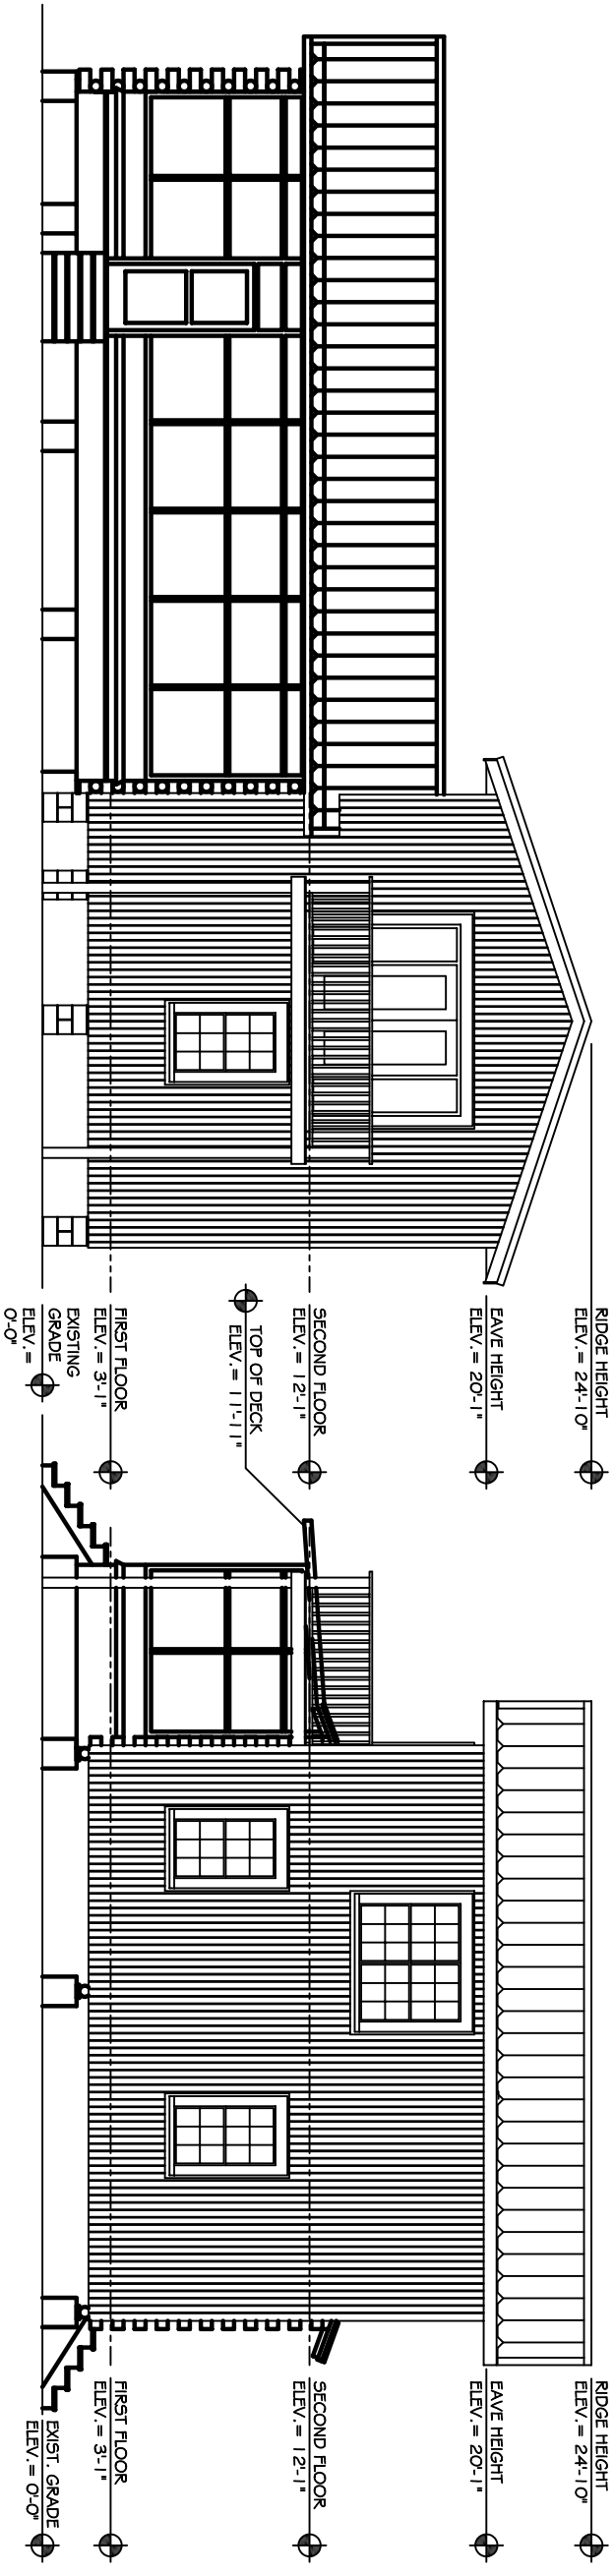 RIDGE HEIGHT
ELEV. = 24'-10"
EAVE HEIGHT
ELEV. = 20'-1"
SECOND FLOOR
ELEV. = 12'-1"
TOP OF DECK
ELEV. = 11'-11"
FIRST FLOOR
ELEV. = 3'-1"
EXISTING
GRADE
ELEV. =
0'-0"
RIDGE HEIGHT
ELEV. = 24'-10"
EAVE HEIGHT
ELEV. = 20'-1"
SECOND FLOOR
ELEV. = 12'-1"
FIRST FLOOR
ELEV. = 3'-1"
EXIST. GRADE
ELEV. = 0'-0"